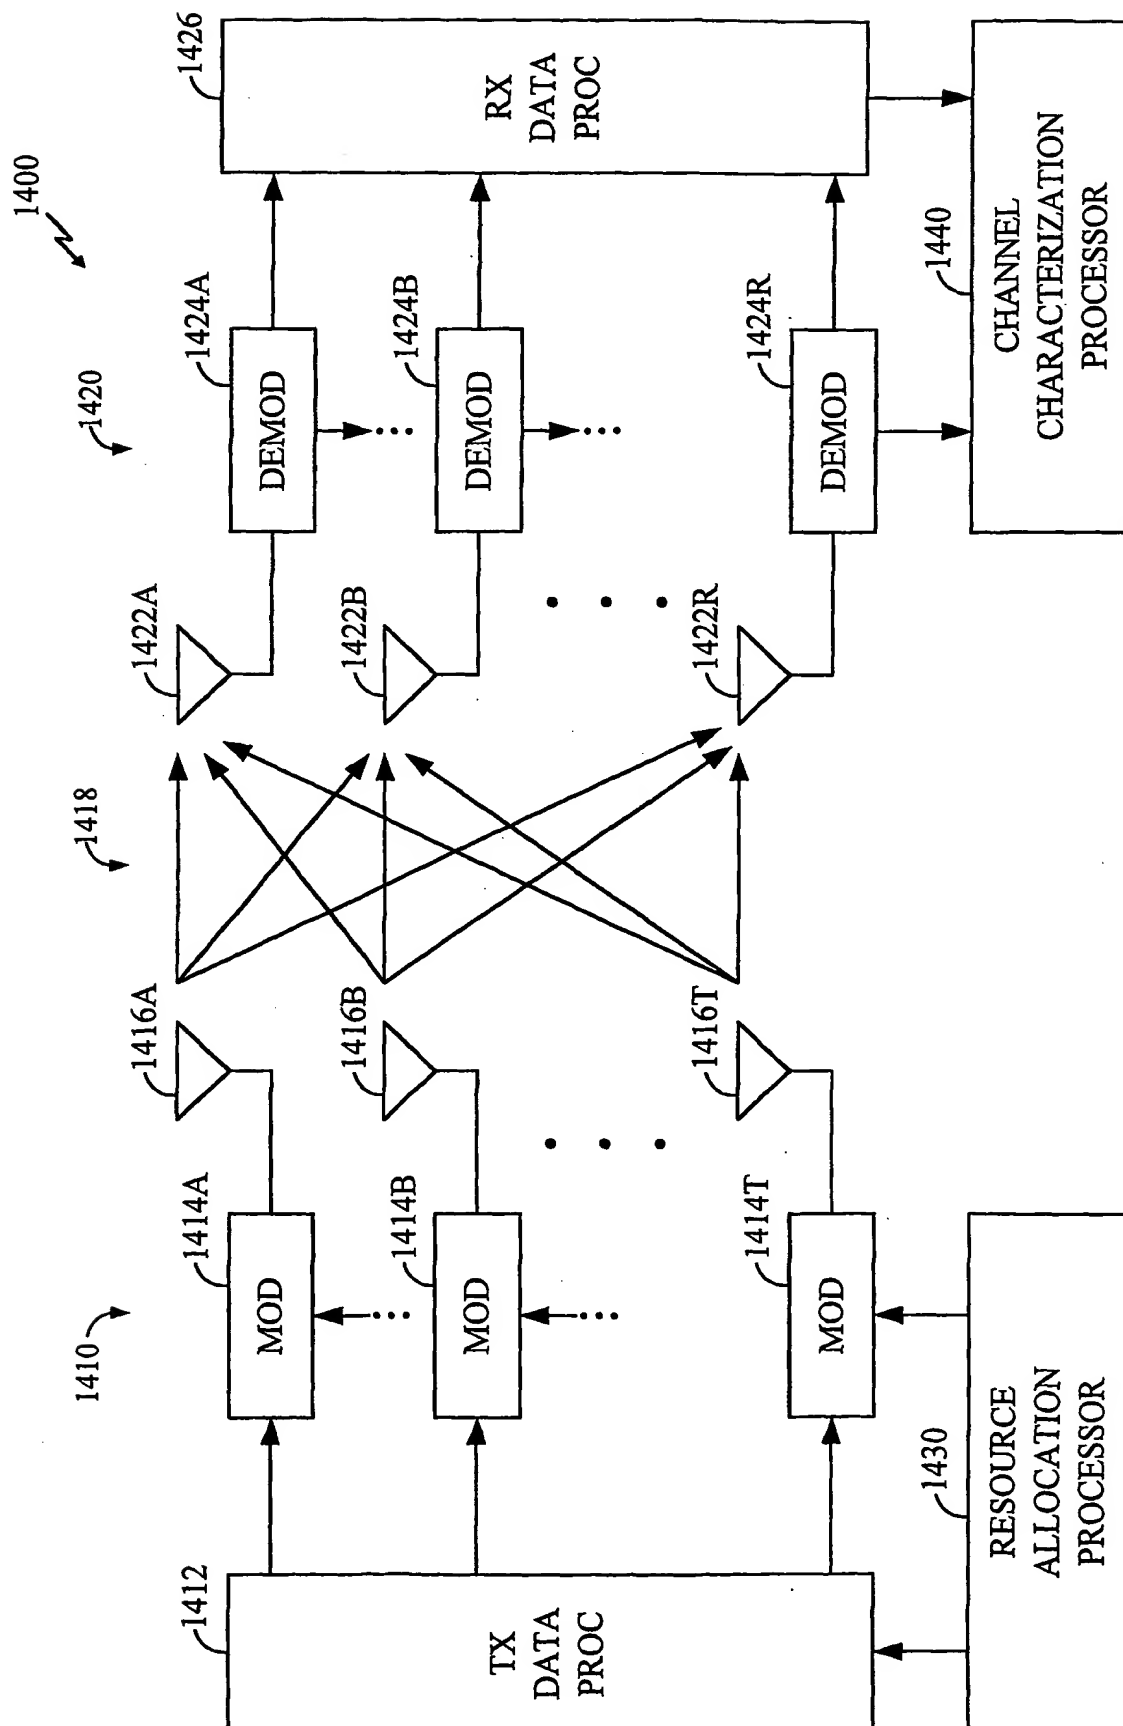 1400
1410
1418
1420
1412
TX
DATA
PROC
1414A
MOD
1416A
1422A
1424A
DEMOD
1426
RX
DATA
PROC
1414B
MOD
1416B
1422B
1424B
DEMOD
1414T
MOD
1416T
1422R
1424R
DEMOD
1430
RESOURCE
ALLOCATION
PROCESSOR
1440
CHANNEL
CHARACTERIZATION
PROCESSOR